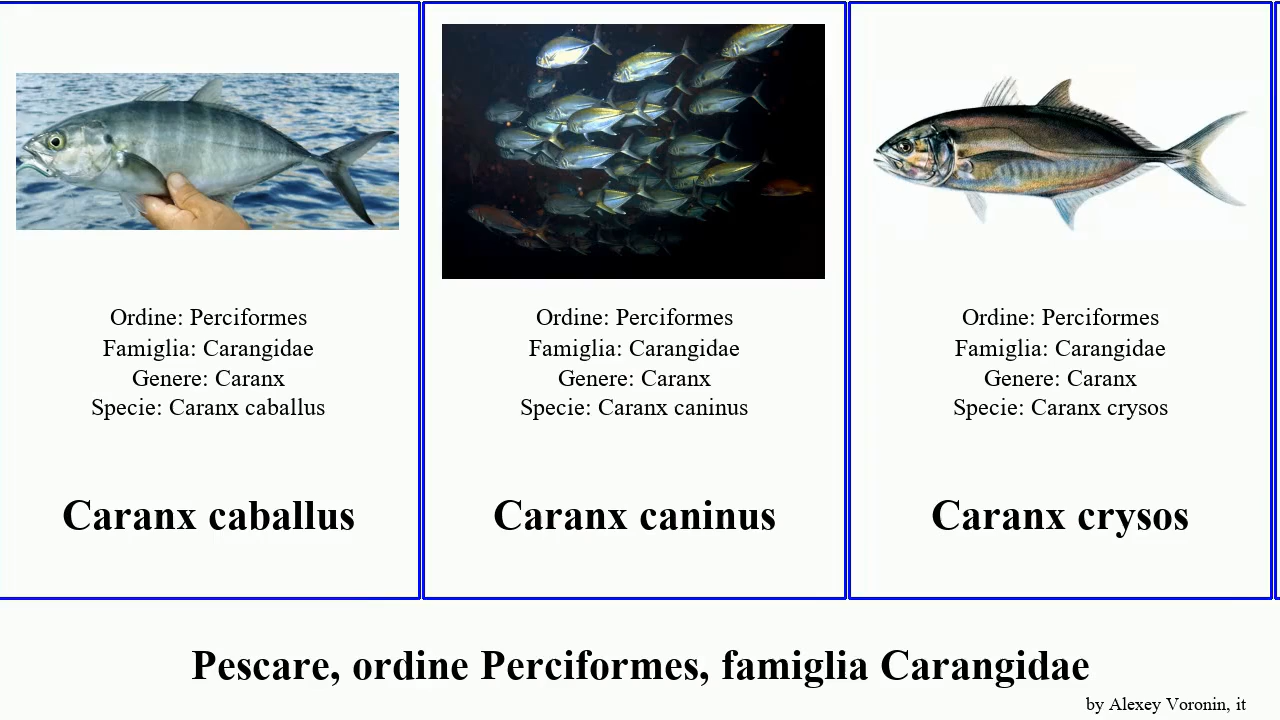 Ordine: Perciformes
Famiglia: Carangidae
Genere: Caranx
Specie: Caranx caballus
Caranx caballus
Ordine: Perciformes
Famiglia: Carangidae
Genere: Caranx
Specie: Caranx caninus
Caranx caninus
Ordine: Perciformes
Famiglia: Carangidae
Genere: Caranx
Specie: Caranx crysos
Caranx crysos
Pescare, ordine Perciformes, famiglia Carangidae
by Alexey Voronin, it